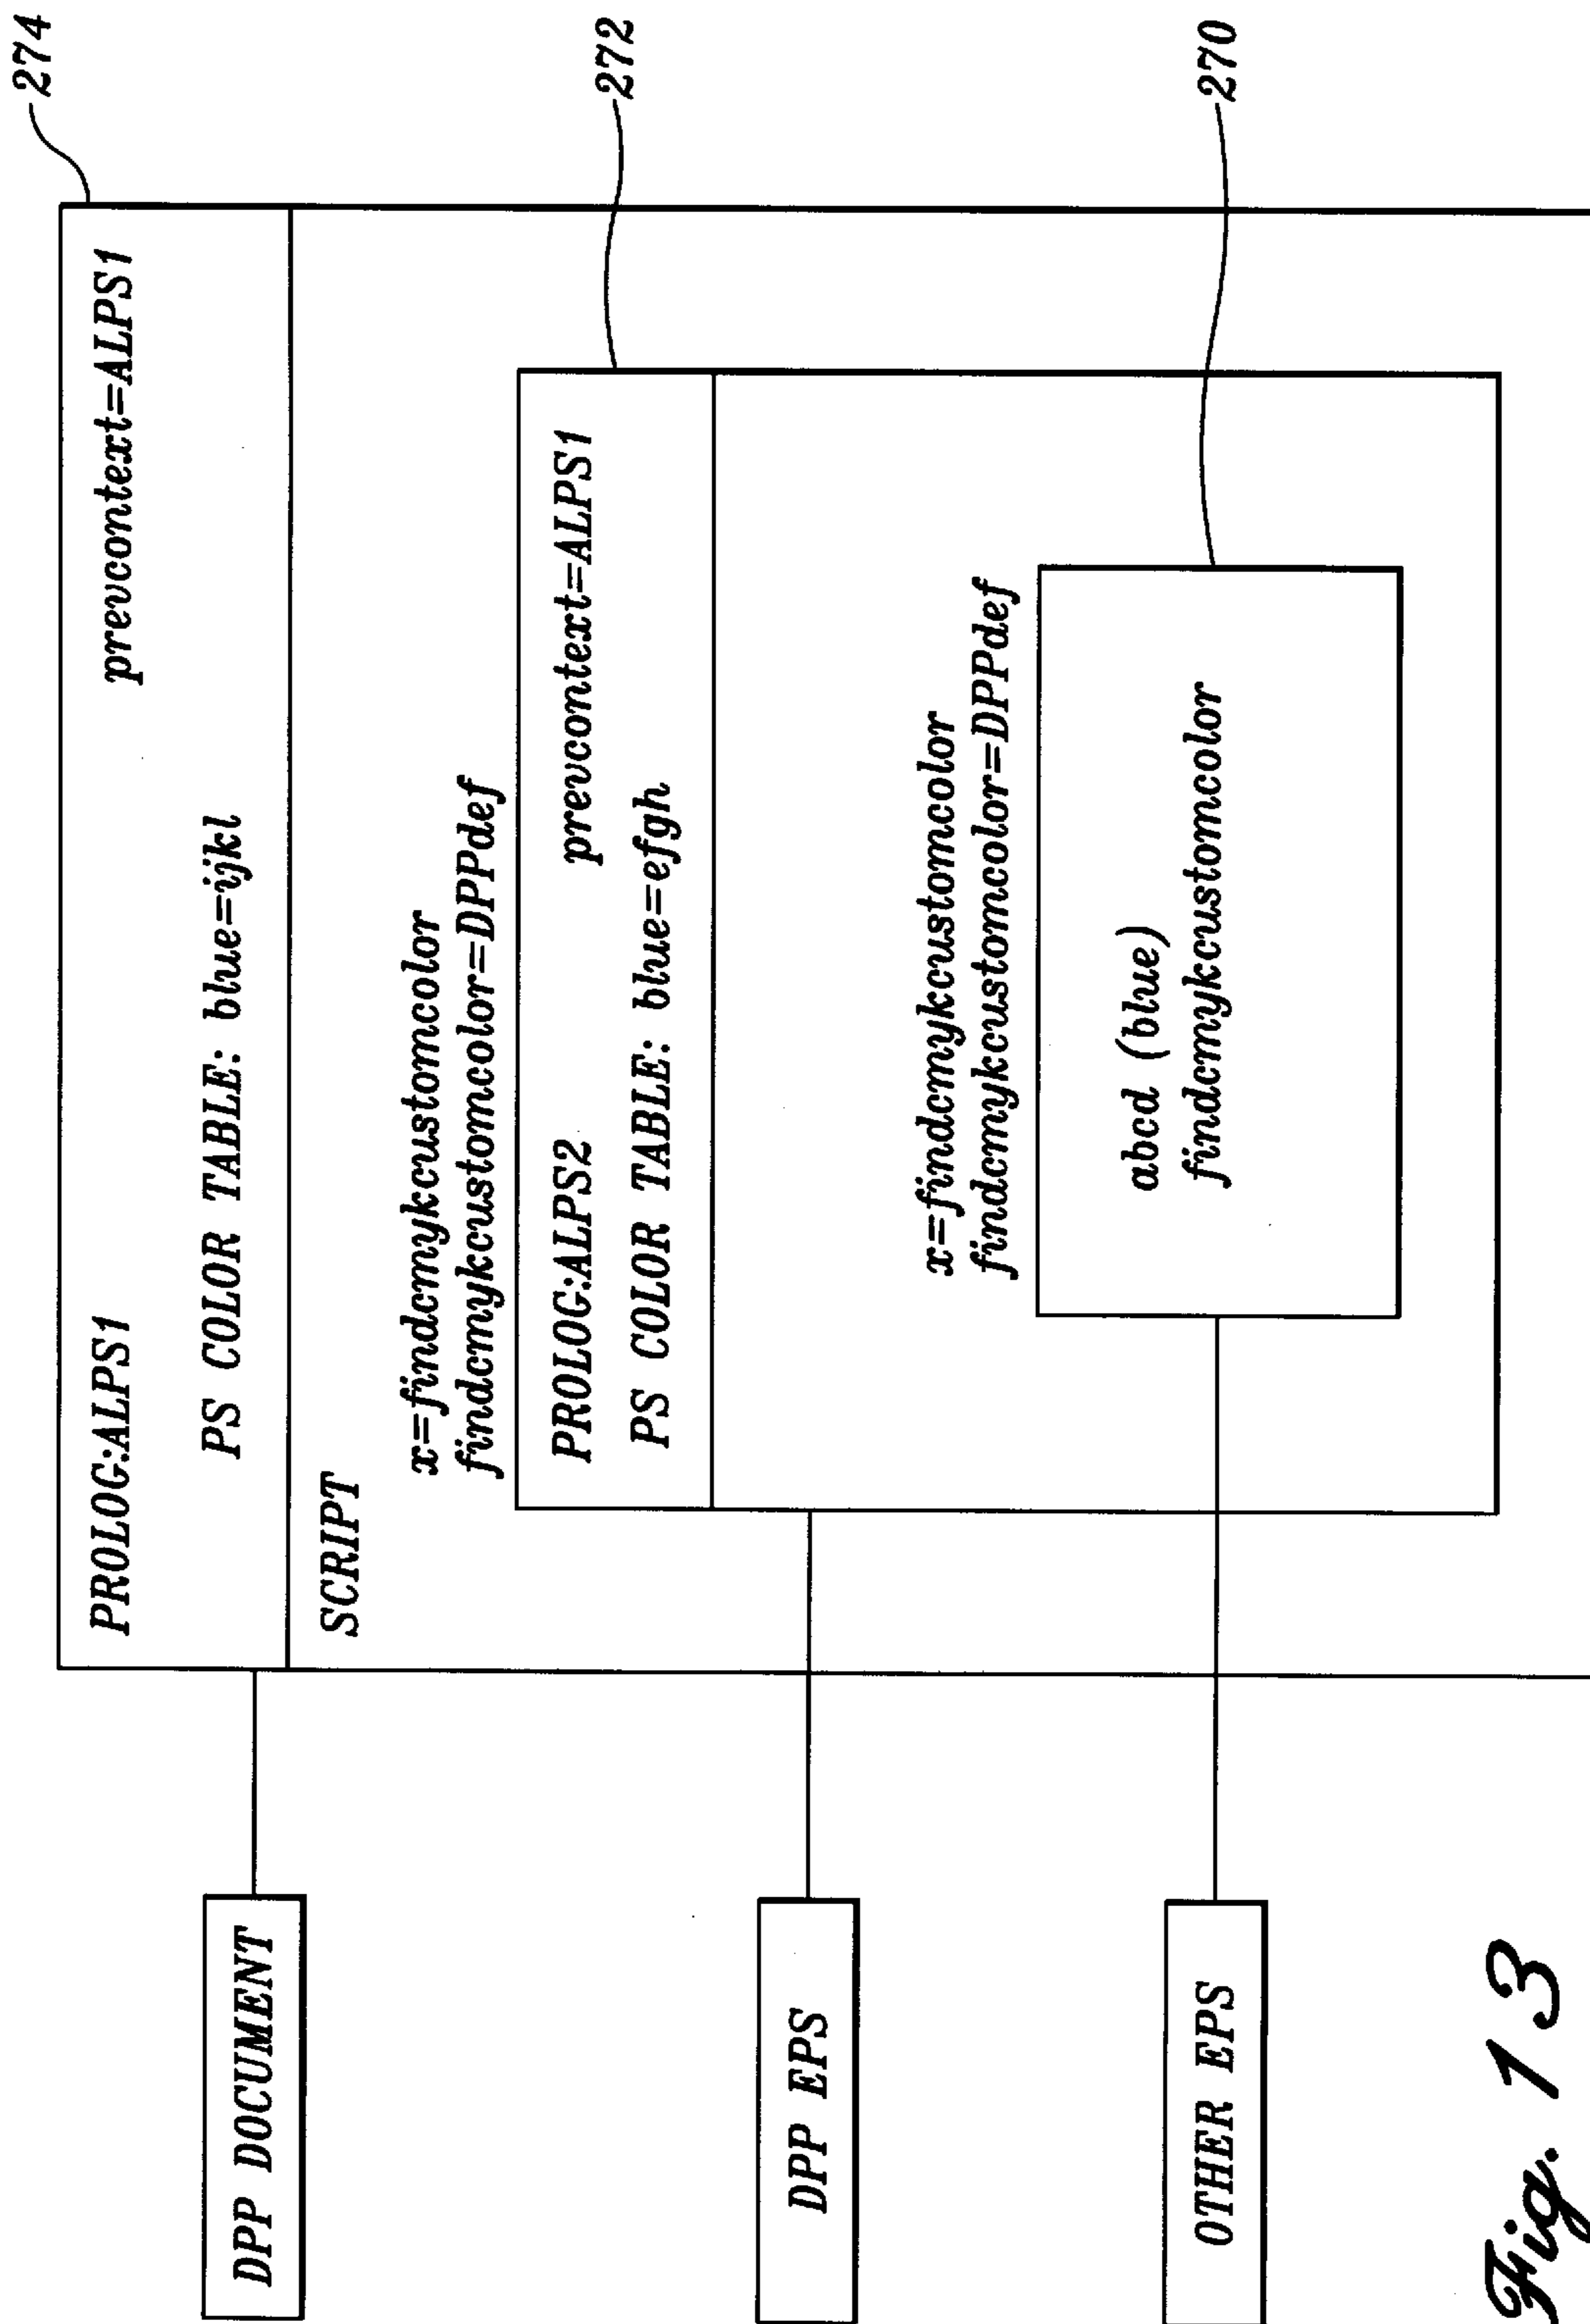 274
PROLOG:ALPS1
prevcontext=ALPS1
PS COLOR TABLE: blue=ijkl
DPP DOCUMENT
SCRIPT
x=findcmykcustomcolor
findcmykcustomcolor=DPPdef
272
PROLOG:ALPS2
prevcontext=ALPS1
PS COLOR TABLE: blue=efgh
DPP EPS
x=findcmykcustomcolor
findcmykcustomcolor=DPPdef
270
abcd (blue)
findcmykcustomcolor
OTHER EPS
Fig. 13